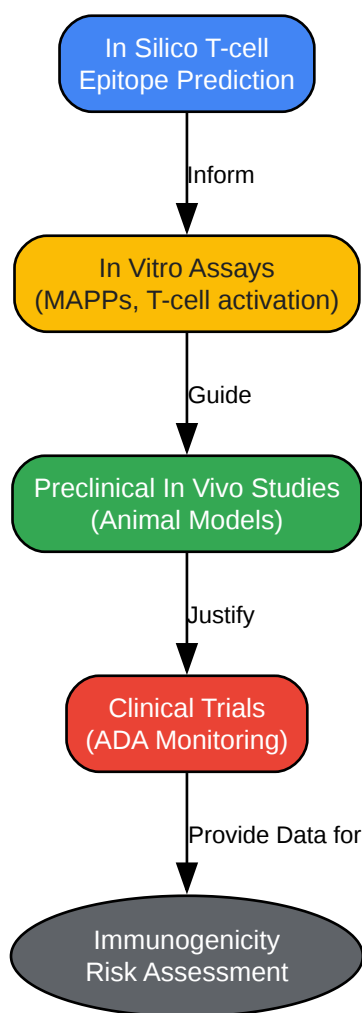 In Silico T-cell
Epitope Prediction
Inform
In Vitro Assays
(MAPPs, T-cell activation)
Guide
Preclinical In Vivo Studies
(Animal Models)
Justify
Clinical Trials
(ADA Monitoring)
Provide Data for
Immunogenicity
Risk Assessment